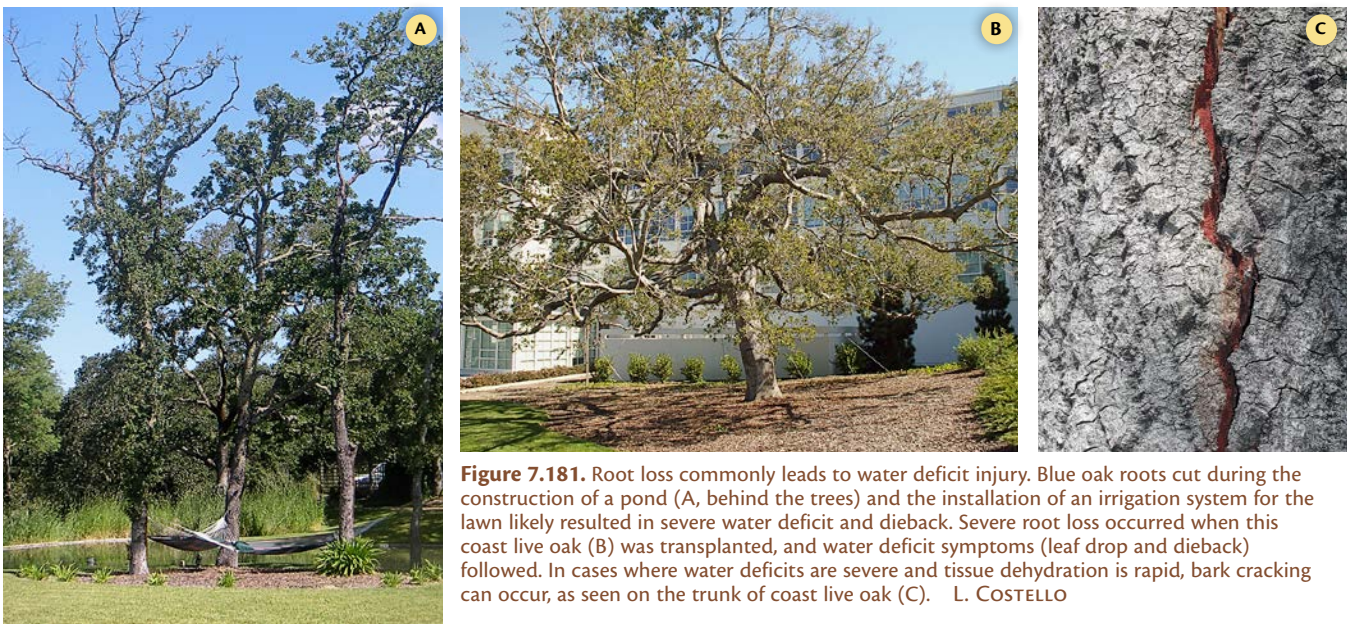 A
B
C
Figure 7.181. Root loss commonly leads to water deficit injury. Blue oak roots cut during the
construction of a pond (A, behind the trees) and the installation of an irrigation system for the
lawn likely resulted in severe water deficit and dieback. Severe root loss occurred when this
coast live oak (B) was transplanted, and water deficit symptoms (leaf drop and dieback)
followed. In cases where water deficits are severe and tissue dehydration is rapid, bark cracking
can occur, as seen on the trunk of coast live oak (C). L. COSTELLO